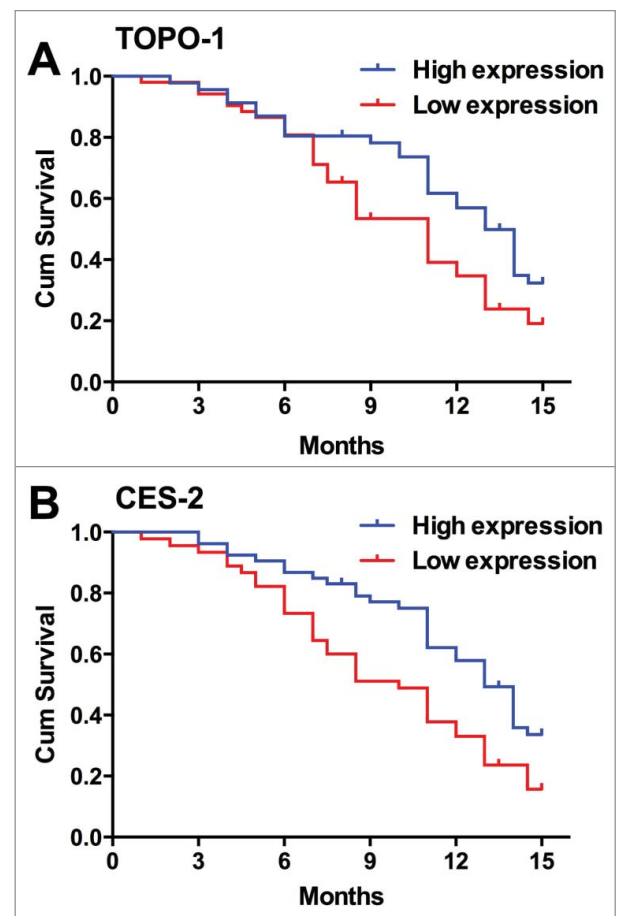 A
TOPO-1
High expression
Low expression
1.0
0.8
0.6
0.4
0.2
0.0
Cum Survival
0 3 6 9 12 15
Months
B
CES-2
High expression
Low expression
1.0
0.8
0.6
0.4
0.2
0.0
Cum Survival
0 3 6 9 12 15
Months